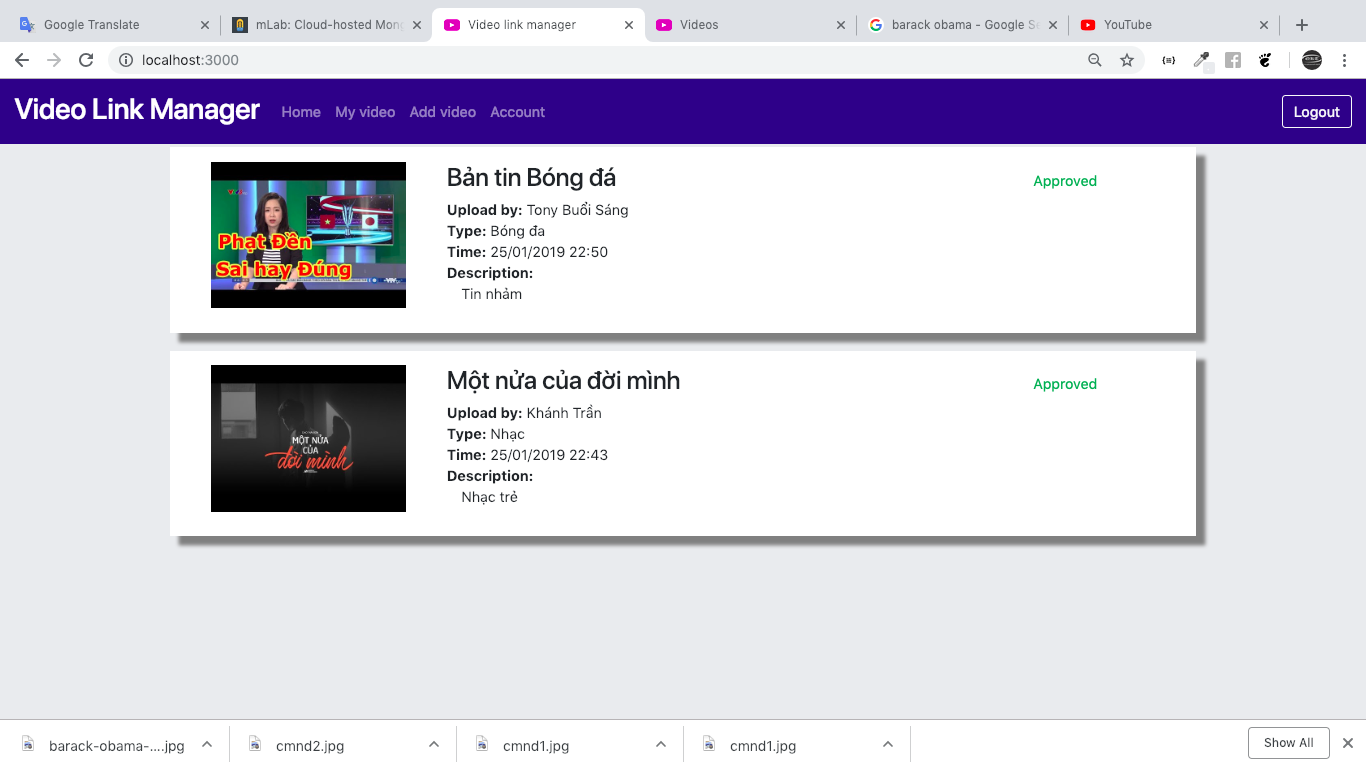 Google Translate
mLab: Cloud-hosted Mon
Video link manager
Videos
barack obama - Google Se
YouTube
localhost:3000
Video Link Manager
Home
My video
Add video
Account
Logout
Phạt Đền
Sai hay Đúng
Bản tin Bóng đá
Approved
Upload by: Tony Buổi Sáng
Type: Bóng đa
Time: 25/01/2019 22:50
Description:
Tin nhảm
MỘT NỬA
CỦA
đời mình
Một nửa của đời mình
Approved
Upload by: Khánh Trần
Type: Nhạc
Time: 25/01/2019 22:43
Description:
Nhạc trẻ
barack-obama-....jpg
cmnd2.jpg
cmnd1.jpg
cmnd1.jpg
Show All